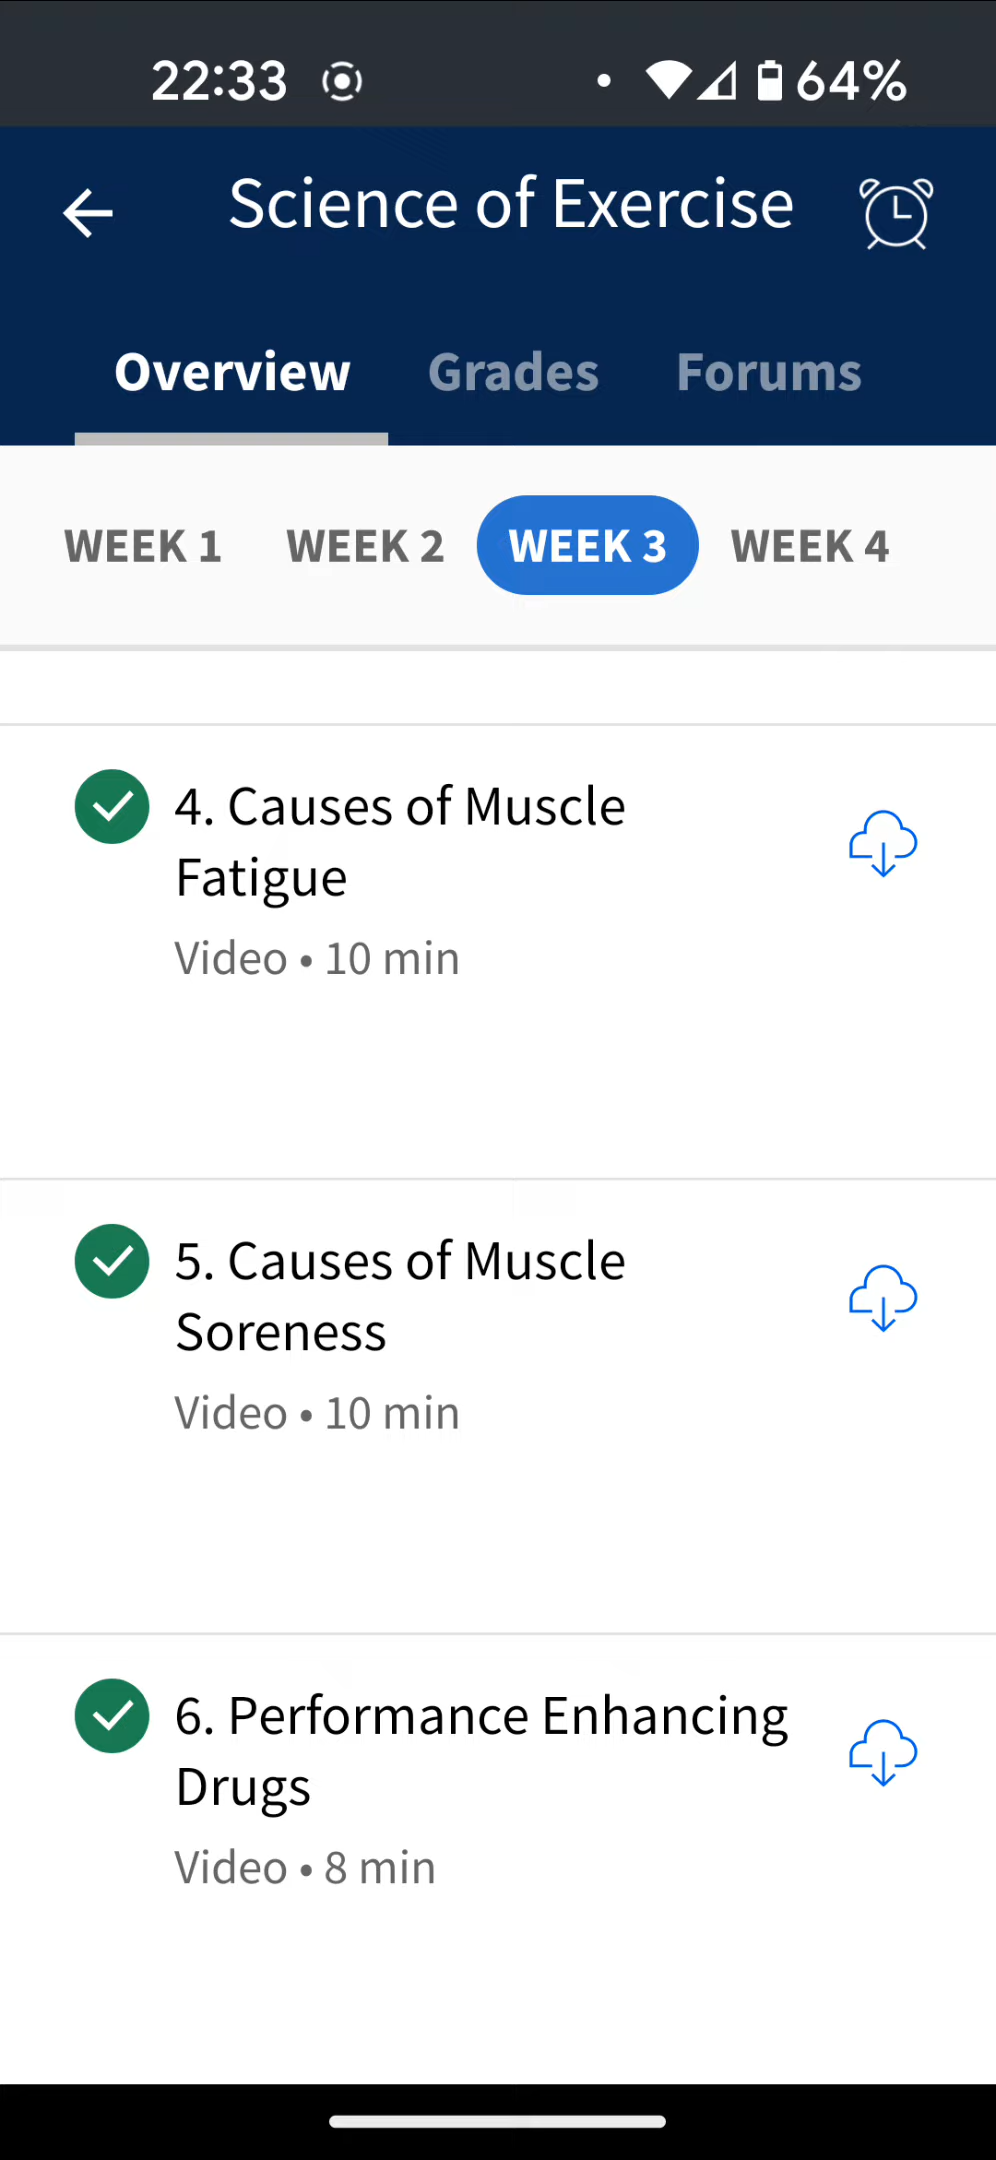 22:33
64%
Science of Exercise
Overview
Grades
Forums
WEEK 1
WEEK 2
WEEK 3
WEEK 4
4. Causes of Muscle
Fatigue
Video • 10 min
5. Causes of Muscle
Soreness
Video • 10 min
6. Performance Enhancing
Drugs
Video • 8 min